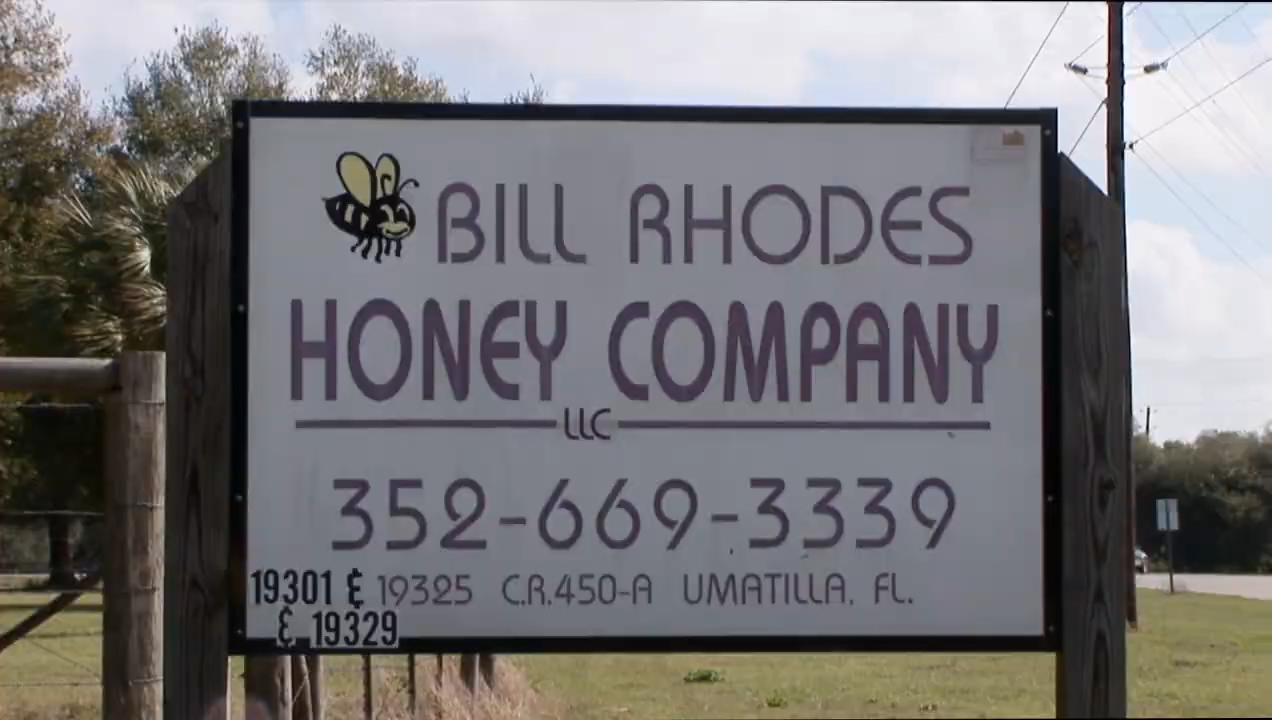 BILL RHODES
HONEY COMPANY
LLC
352-669-3339
19301 & 19325 C.R.450-A UMATILLA, FL.
& 19329